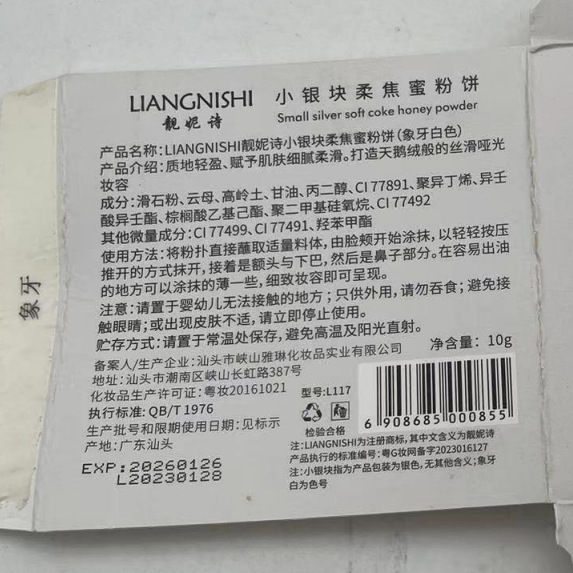 LIANGNISHI 小银块柔焦蜜粉饼
靓妮诗 Small silver soft coke honey powder
产品名称：LIANGNISHI靓妮诗小银块柔焦蜜粉饼(象牙白色)
产品介绍：质地轻盈、赋予肌肤细腻柔滑。打造天鹅绒般的丝滑哑光
妆容
成分：滑石粉、云母、高岭土、甘油、丙二醇、CI 77891、聚异丁烯、异壬
酸异壬酯、棕榈酸乙基己酯、聚二甲基硅氧烷、CI 77492
其他微量成分：CI 77499、CI 77491、羟苯甲酯
使用方法：将粉扑直接蘸取适量料体，由脸颊开始涂抹，以轻轻按压
推开的方式抹开，接着是额头与下巴，然后是鼻子部分。在容易出油
的地方可以涂抹的薄一些，细致妆容即可呈现。
注意：请置于婴幼儿无法接触的地方；只供外用，请勿吞食；避免接
触眼睛；或出现皮肤不适，请立即停止使用。
贮存方式：请置于常温处保存，避免高温及阳光直射。
备案人/生产企业：汕头市峡山雅琳化妆品实业有限公司
净含量：10g
地址：汕头市潮南区峡山长虹路387号
化妆品生产许可证：粤妆20161021
执行标准：QB/T 1976
生产批号和限期使用日期：见标示
产地：广东汕头
EXP:20260126
L20230128
型号：L117
检验合格
6 908685 000855
注：LIANGNISHI为注册商标，其中文含义为靓妮诗
产品执行的标准编号：粤G妆网备字2023016127
注：小银块指为产品包装为银色，无其他含义；象牙
白为色号
象牙